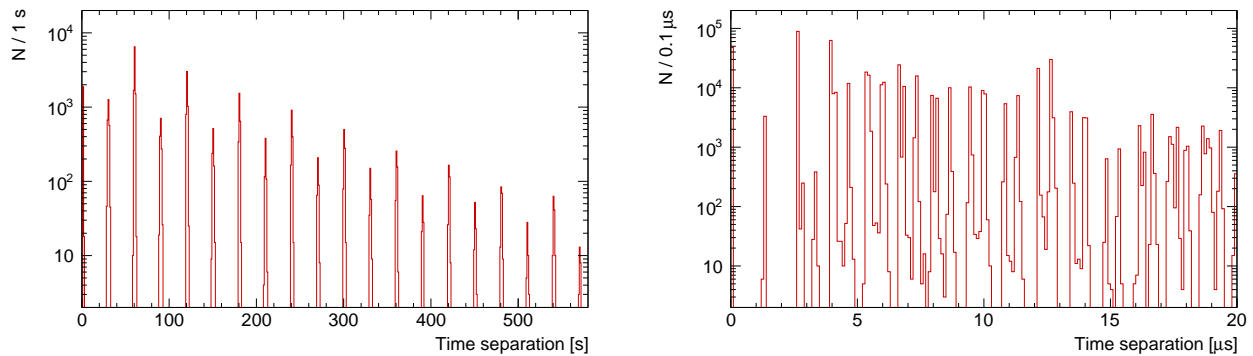 N / 1 s
10⁴
10³
10²
10
0 100 200 300 400 500
Time separation [s]
N / 0.1 μs
10⁵
10⁴
10³
10²
10
0 5 10 15 20
Time separation [μs]